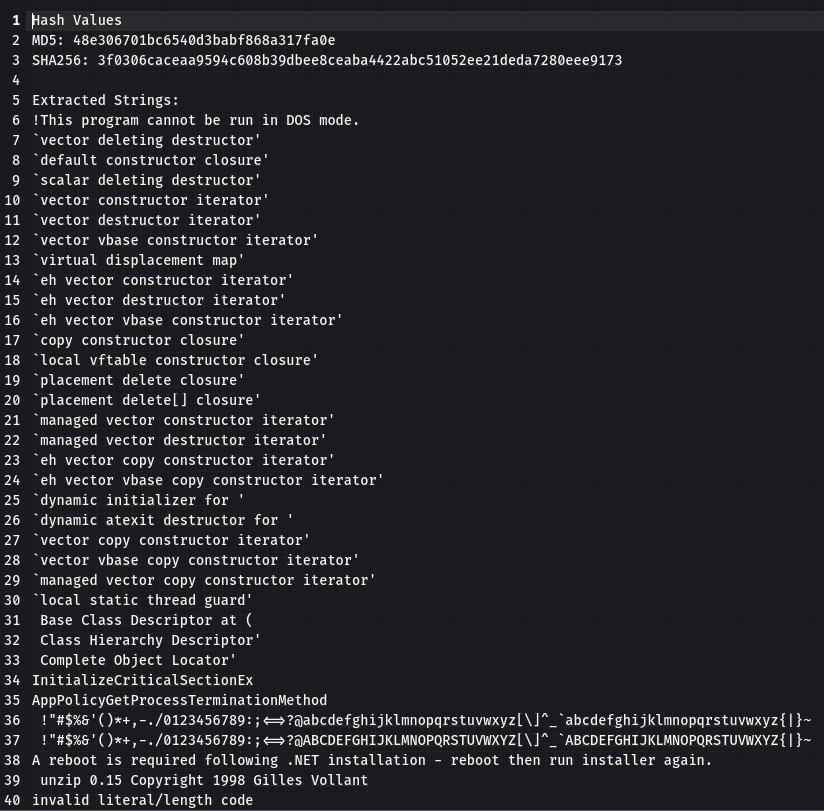 1 Hash Values
2 MD5: 48e306701bc6540d3babf868a317fa0e
3 SHA256: 3f0306caceaa9594c608b39dbee8ceaba4422abc51052ee21deda7280eee9173
4
5 Extracted Strings:
6 !This program cannot be run in DOS mode.
7 `vector deleting destructor'
8 `default constructor closure'
9 `scalar deleting destructor'
10 `vector constructor iterator'
11 `vector destructor iterator'
12 `vector vbase constructor iterator'
13 `virtual displacement map'
14 `eh vector constructor iterator'
15 `eh vector destructor iterator'
16 `eh vector vbase constructor iterator'
17 `copy constructor closure'
18 `local vftable constructor closure'
19 `placement delete closure'
20 `placement delete[] closure'
21 `managed vector constructor iterator'
22 `managed vector destructor iterator'
23 `eh vector copy constructor iterator'
24 `eh vector vbase copy constructor iterator'
25 `dynamic initializer for '
26 `dynamic atexit destructor for '
27 `vector copy constructor iterator'
28 `vector vbase copy constructor iterator'
29 `managed vector copy constructor iterator'
30 `local static thread guard'
31  Base Class Descriptor at (
32  Class Hierarchy Descriptor'
33  Complete Object Locator'
34 InitializeCriticalSectionEx
35 AppPolicyGetProcessTerminationMethod
36  !"#$%&'()*+,-./0123456789:;<=>?@abcdefghijklmnopqrstuvwxyz[\]^_`abcdefghijklmnopqrstuvwxyz{|}~
37  !"#$%&'()*+,-./0123456789:;<=>?@ABCDEFGHIJKLMNOPQRSTUVWXYZ[\]^_`ABCDEFGHIJKLMNOPQRSTUVWXYZ{|}~
38 A reboot is required following .NET installation - reboot then run installer again.
39  unzip 0.15 Copyright 1998 Gilles Vollant
40 invalid literal/length code